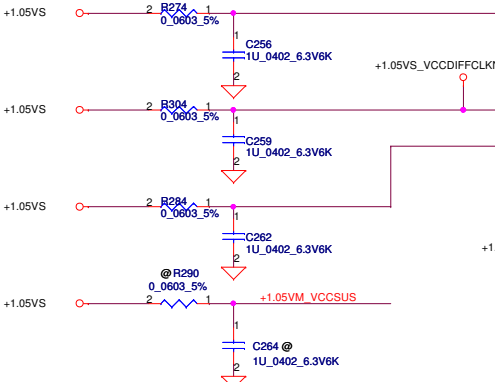 +1.05VS
2
R274
1
0_0603_5%
1
C256
1U_0402_6.3V6K
2
+1.05VS_VCCDIFFCLKN
+1.05VS
2
R304
1
0_0603_5%
1
C259
1U_0402_6.3V6K
2
+1.05VS
2
R284
1
0_0603_5%
1
C262
1U_0402_6.3V6K
2
+1.
@ R290
0_0603_5%
+1.05VS
2
1
+1.05VM_VCCSUS
1
C264 @
1U_0402_6.3V6K
2